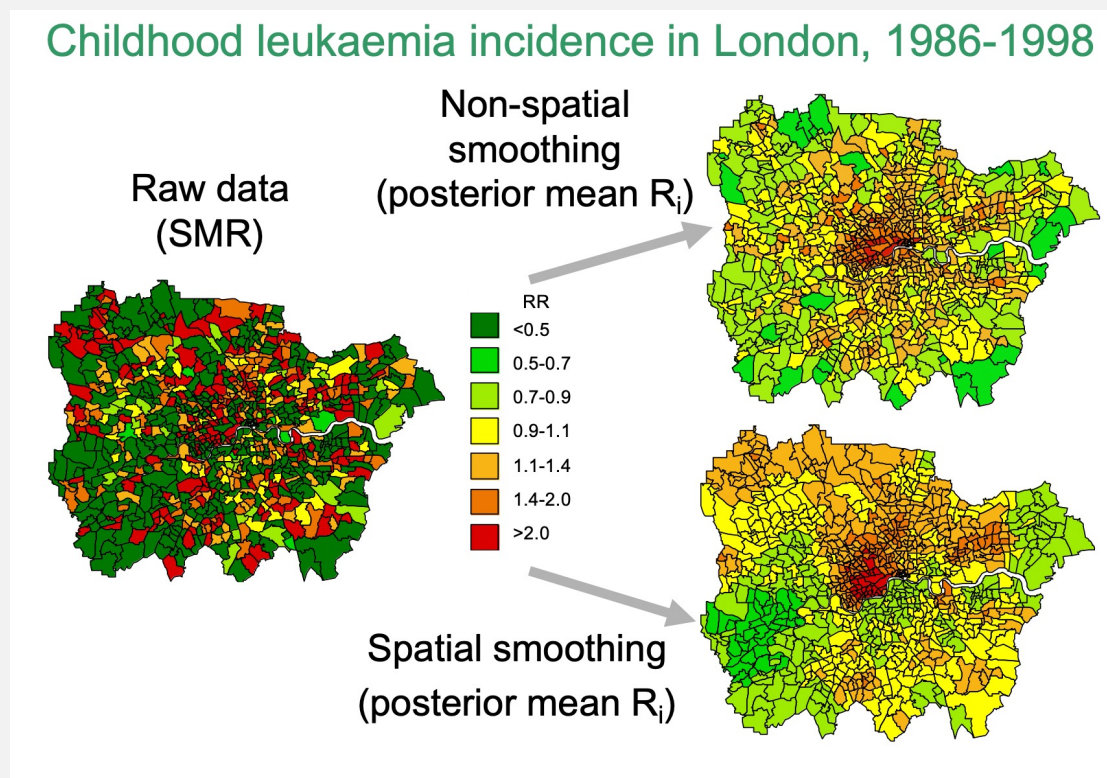 Childhood leukaemia incidence in London, 1986-1998
Non-spatial
smoothing
(posterior mean Ri)
Raw data
(SMR)
RR
<0.5
0.5-0.7
0.7-0.9
0.9-1.1
1.1-1.4
1.4-2.0
>2.0
Spatial smoothing
(posterior mean Ri)